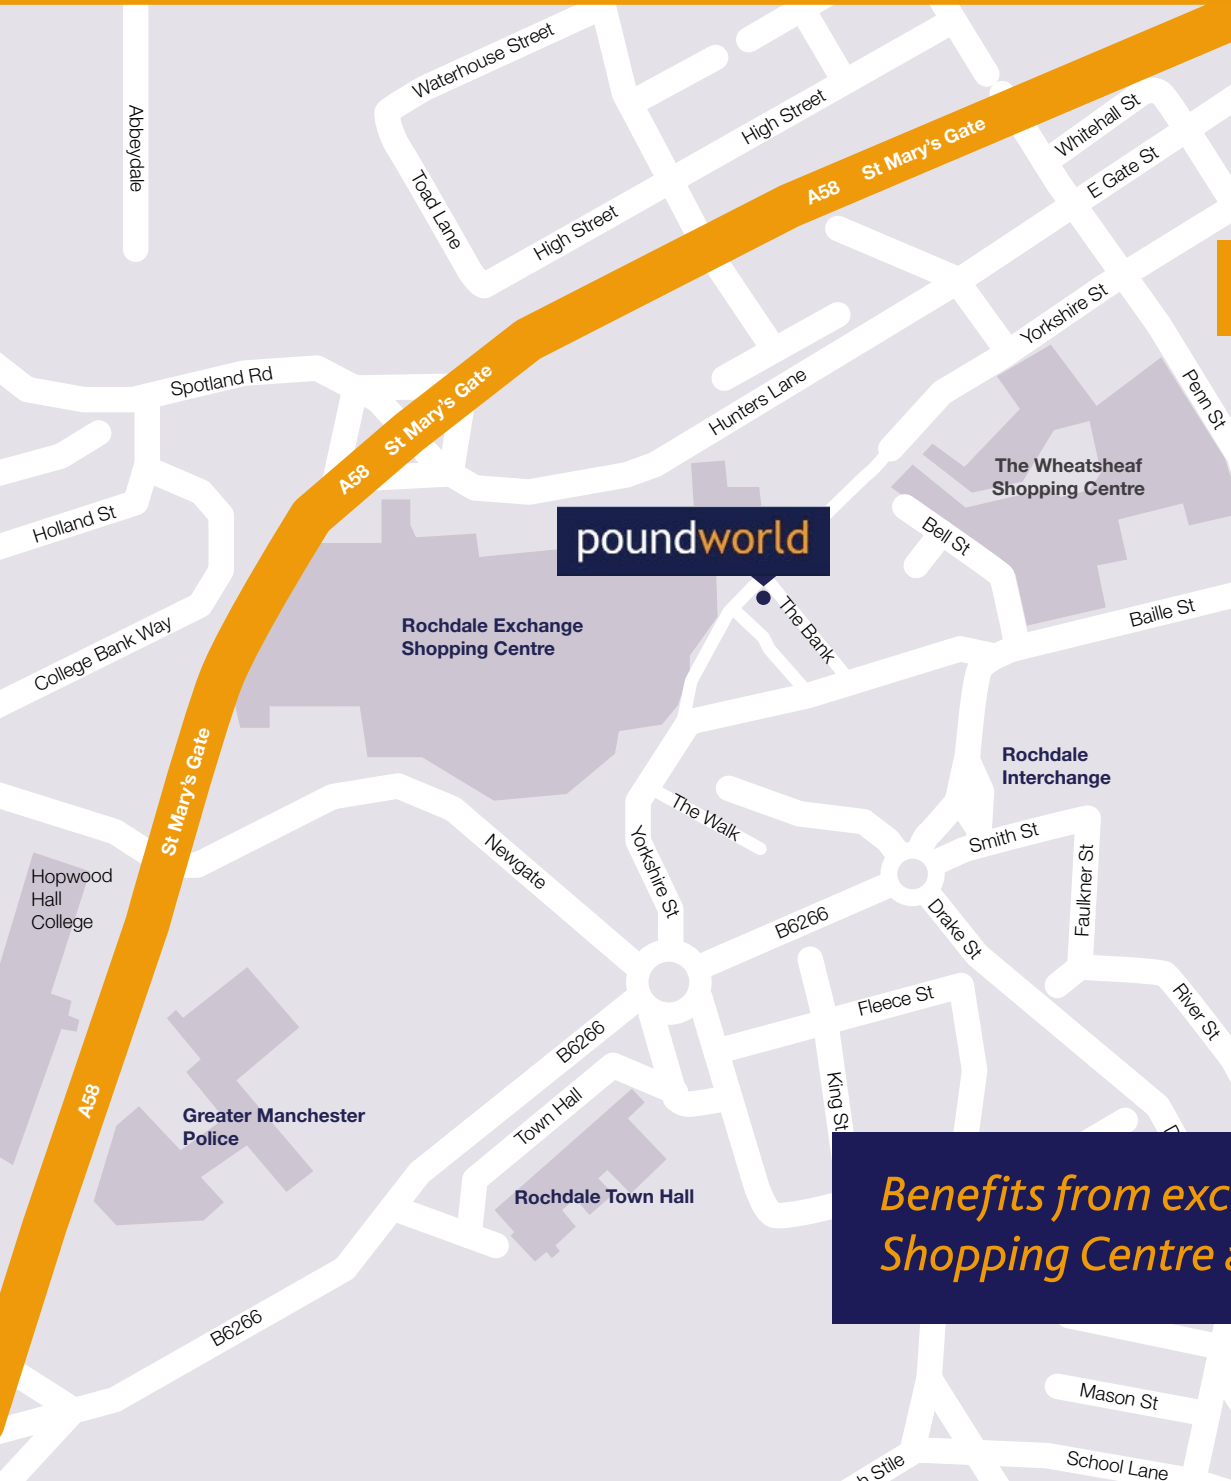 Waterhouse Street
Abbeydale
High Street
Whitehall St
St Mary's Gate
E Gate St
A58
Toad Lane
High Street
Yorkshire St
Spotland Rd
St Mary's Gate
Hunters Lane
Penn St
A58
The Wheatsheaf
Shopping Centre
Holland St
Bell St
poundworld
The Bank
Baille St
Rochdale Exchange
Shopping Centre
College Bank Way
St Mary's Gate
Rochdale
Interchange
The Walk
Smith St
Newgate
Yorkshire St
Faulkner St
Hopwood
Hall
College
B6266
Drake St
Fleece St
River St
B6266
King St
A58
Town Hall
Greater Manchester
Police
D
Rochdale Town Hall
Benefits from exc
Shopping Centre a
B6266
Mason St
h Stile
School Lane